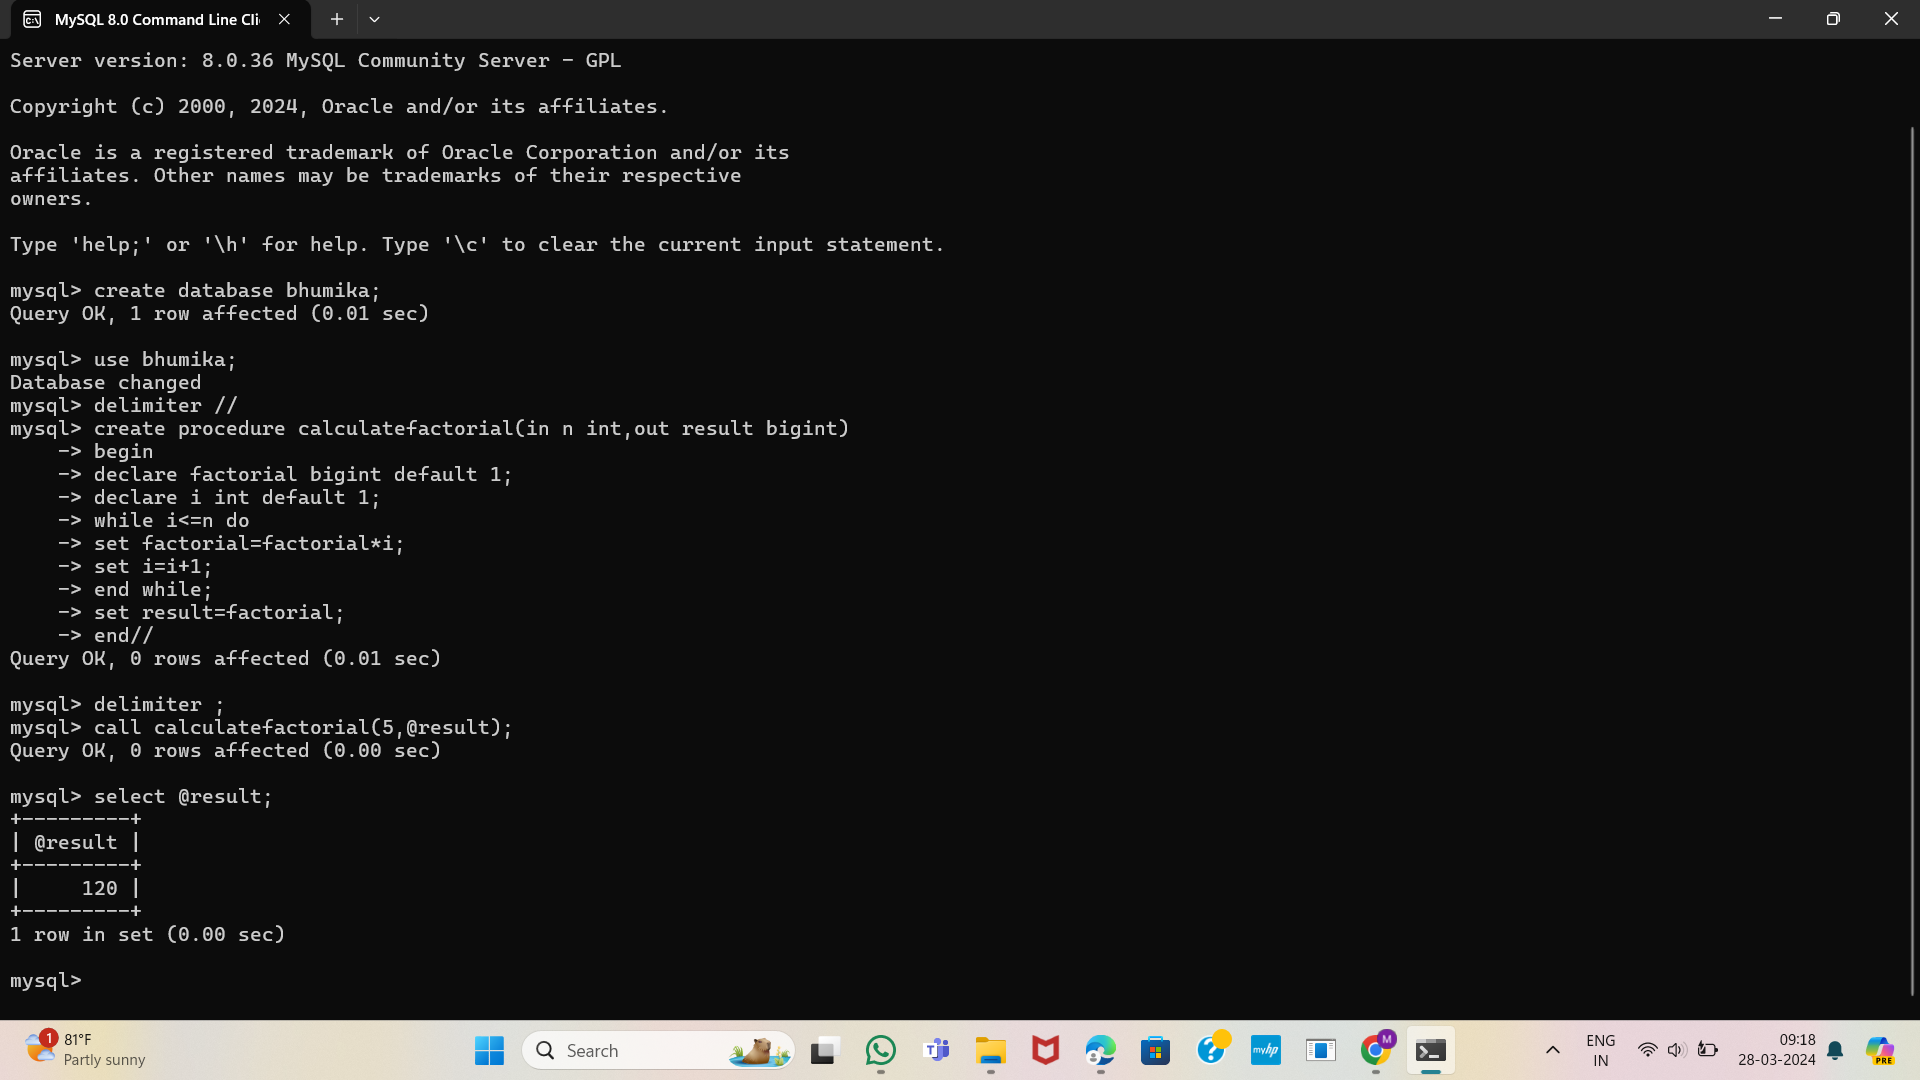 MySQL 8.0 Command Line Cli
Server version: 8.0.36 MySQL Community Server - GPL
Copyright (c) 2000, 2024, Oracle and/or its affiliates.
Oracle is a registered trademark of Oracle Corporation and/or its
affiliates. Other names may be trademarks of their respective
owners.
Type 'help;' or '\h' for help. Type '\c' to clear the current input statement.
mysql> create database bhumika;
Query OK, 1 row affected (0.01 sec)
mysql> use bhumika;
Database changed
mysql> delimiter //
mysql> create procedure calculatefactorial(in n int,out result bigint)
    -> begin
    -> declare factorial bigint default 1;
    -> declare i int default 1;
    -> while i<=n do
    -> set factorial=factorial*i;
    -> set i=i+1;
    -> end while;
    -> set result=factorial;
    -> end//
Query OK, 0 rows affected (0.01 sec)
mysql> delimiter ;
mysql> call calculatefactorial(5,@result);
Query OK, 0 rows affected (0.00 sec)
mysql> select @result;
+---------+
| @result |
+---------+
|     120 |
+---------+
1 row in set (0.00 sec)
mysql>
1
81°F
Partly sunny
Search
T
?
myhp
M
ENG
IN
09:18
28-03-2024
PRE